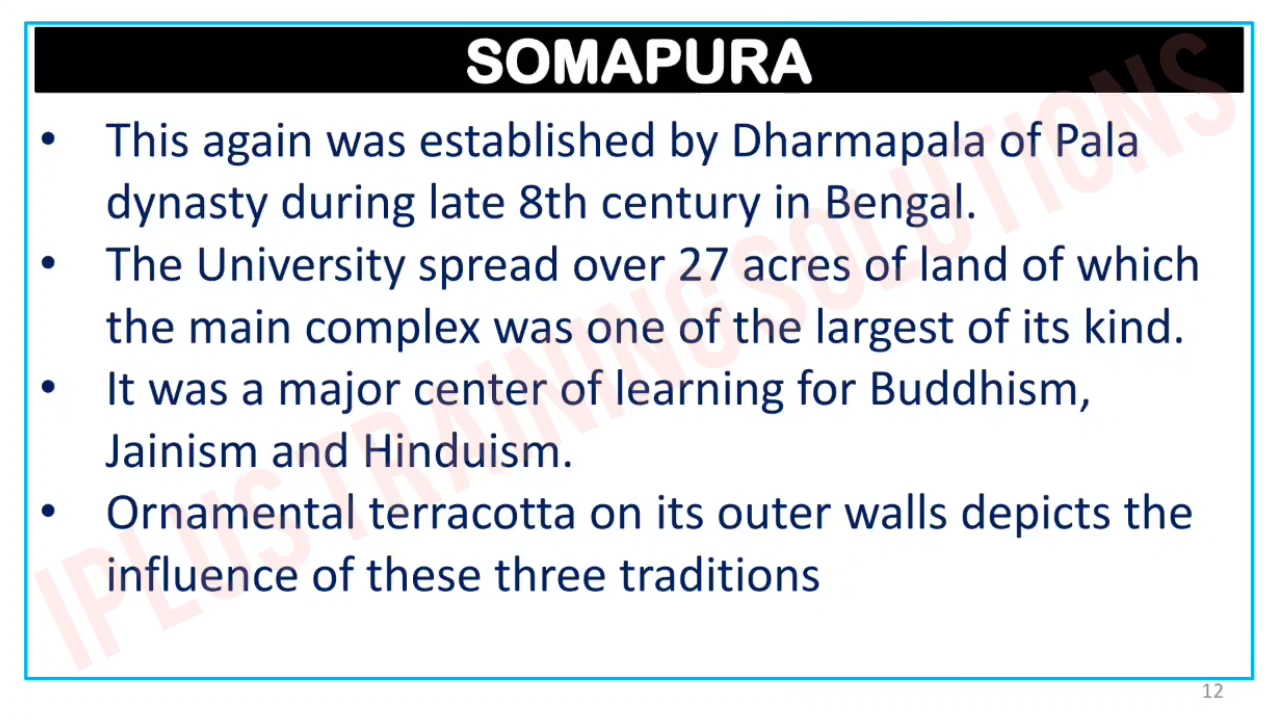 SOMAPURA
• This again was established by Dharmapala of Pala
dynasty during late 8th century in Bengal.
• The University spread over 27 acres of land of which
the main complex was one of the largest of its kind.
• It was a major center of learning for Buddhism,
Jainism and Hinduism.
• Ornamental terracotta on its outer walls depicts the
influence of these three traditions
IPLUS TRAINING SOLUTIONS
12